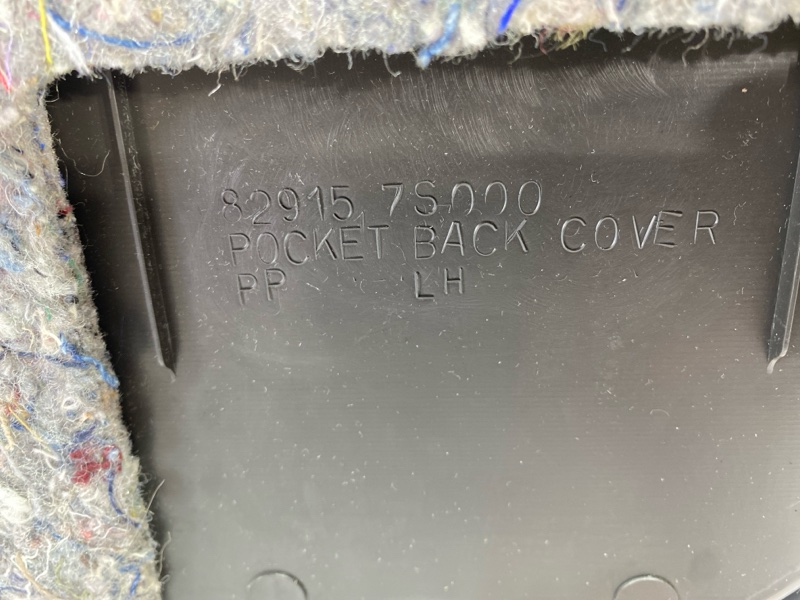 82915 7S000
POCKET BACK COVER
PP LH